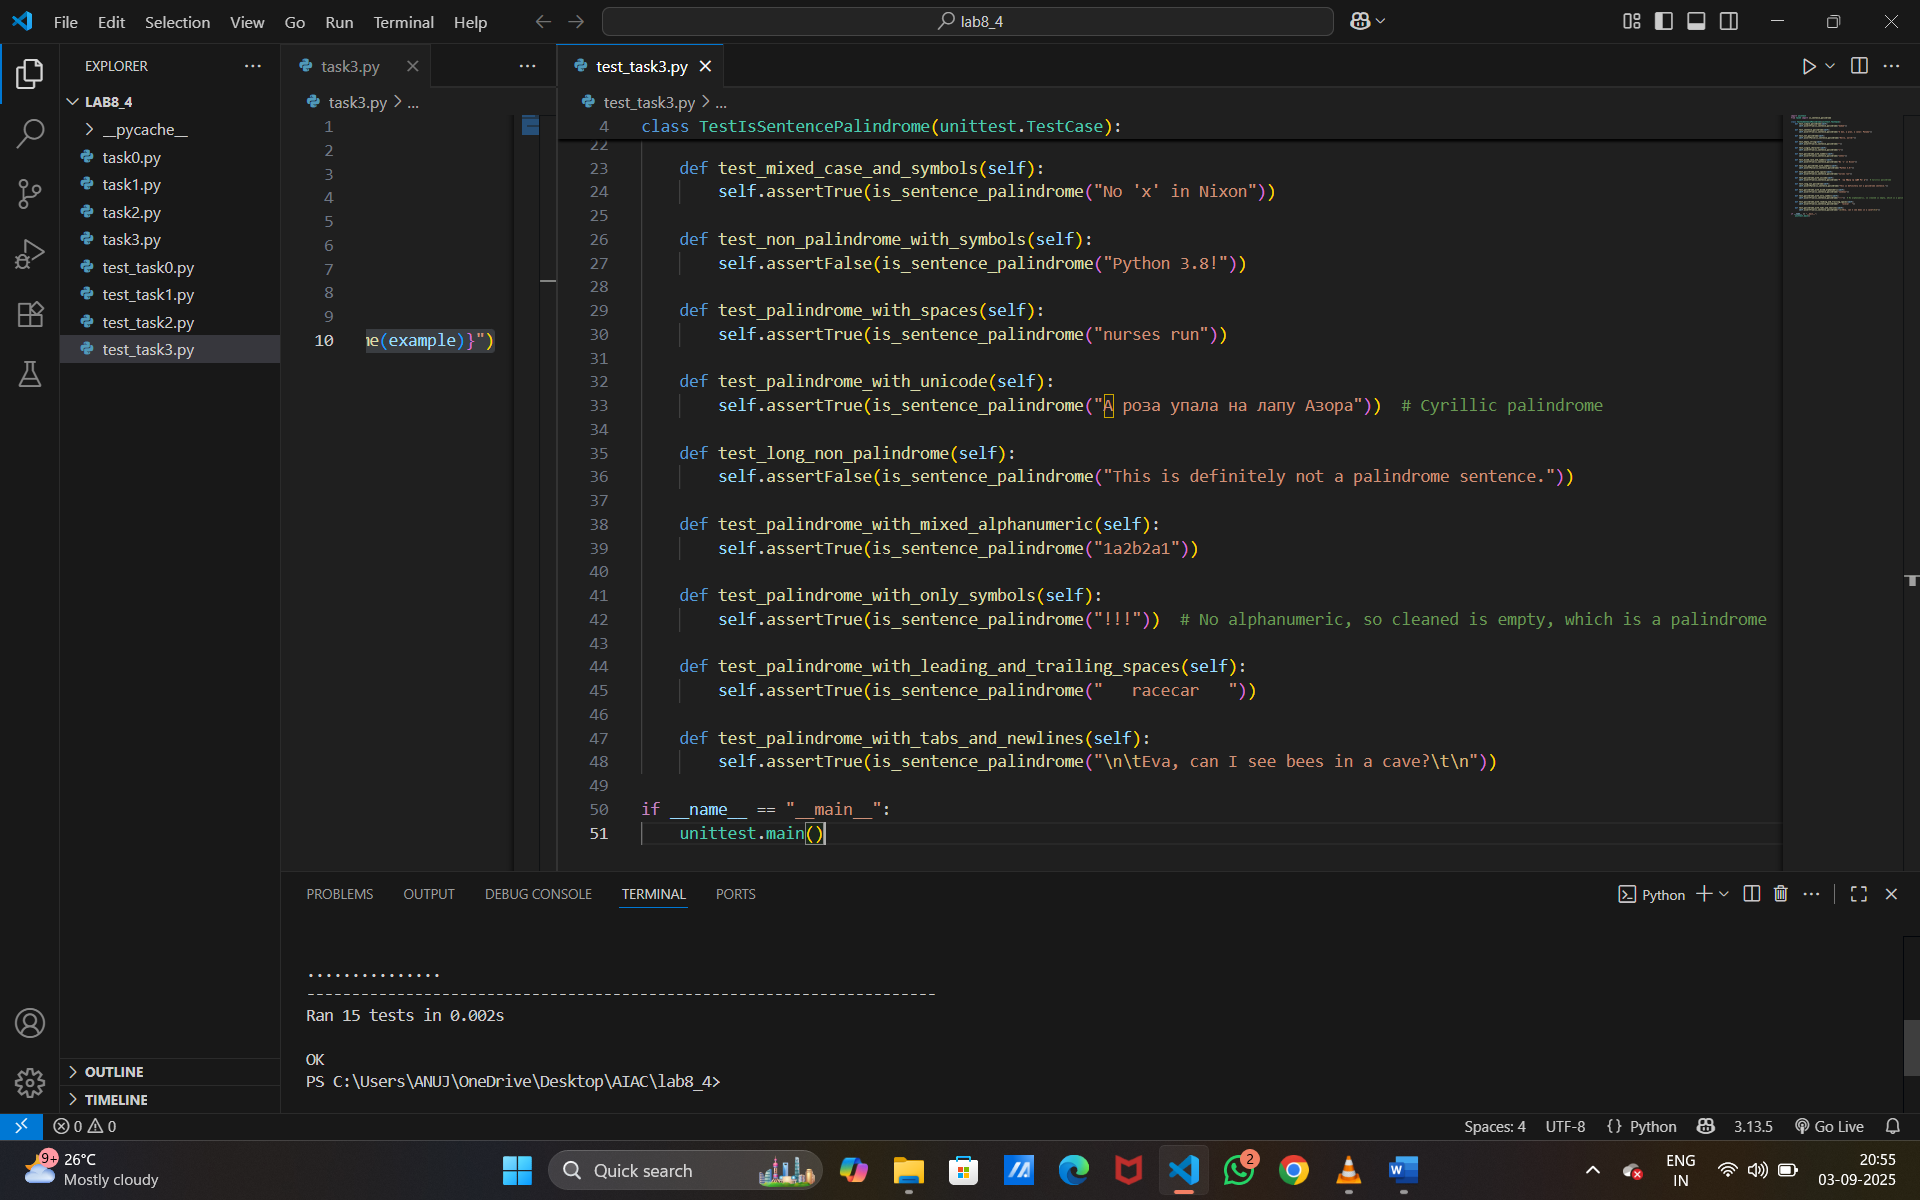 File Edit Selection View Go Run Terminal Help
lab8_4
EXPLORER
LAB8_4
__pycache__
task0.py
task1.py
task2.py
task3.py
test_task0.py
test_task1.py
test_task2.py
test_task3.py
OUTLINE
TIMELINE
task3.py
task3.py > ...
1
2
3
4
5
6
7
8
9
10 ne(example)}")
test_task3.py
test_task3.py > ...
4 class TestIsSentencePalindrome(unittest.TestCase):
22
23 def test_mixed_case_and_symbols(self):
24 self.assertTrue(is_sentence_palindrome("No 'x' in Nixon"))
25
26 def test_non_palindrome_with_symbols(self):
27 self.assertFalse(is_sentence_palindrome("Python 3.8!"))
28
29 def test_palindrome_with_spaces(self):
30 self.assertTrue(is_sentence_palindrome("nurses run"))
31
32 def test_palindrome_with_unicode(self):
33 self.assertTrue(is_sentence_palindrome("А роза упала на лапу Азора")) # Cyrillic palindrome
34
35 def test_long_non_palindrome(self):
36 self.assertFalse(is_sentence_palindrome("This is definitely not a palindrome sentence."))
37
38 def test_palindrome_with_mixed_alphanumeric(self):
39 self.assertTrue(is_sentence_palindrome("1a2b2a1"))
40
41 def test_palindrome_with_only_symbols(self):
42 self.assertTrue(is_sentence_palindrome("!!!")) # No alphanumeric, so cleaned is empty, which is a palindrome
43
44 def test_palindrome_with_leading_and_trailing_spaces(self):
45 self.assertTrue(is_sentence_palindrome("   racecar   "))
46
47 def test_palindrome_with_tabs_and_newlines(self):
48 self.assertTrue(is_sentence_palindrome("\n\tEva, can I see bees in a cave?\t\n"))
49
50 if __name__ == "__main__":
51 unittest.main()
PROBLEMS OUTPUT DEBUG CONSOLE TERMINAL PORTS
Python
...............
----------------------------------------------------------------------
Ran 15 tests in 0.002s
OK
PS C:\Users\ANUJ\OneDrive\Desktop\AIAC\lab8_4>
0 0
Spaces: 4 UTF-8 {} Python 3.13.5 Go Live
9+
26°C
Mostly cloudy
Quick search
2
ENG
IN
20:55
03-09-2025